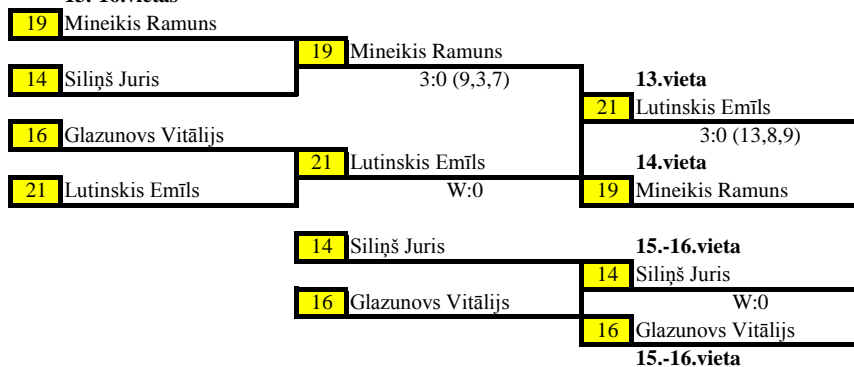 19 Mineikis Ramuns
19 Mineikis Ramuns
14 Siliņš Juris 3:0 (9,3,7) 13.vieta
21 Lutinskis Emīls
16 Glazunovs Vitālijs 3:0 (13,8,9)
21 Lutinskis Emīls 14.vieta
21 Lutinskis Emīls W:0 19 Mineikis Ramuns
14 Siliņš Juris 15.-16.vieta
14 Siliņš Juris
16 Glazunovs Vitālijs W:0
16 Glazunovs Vitālijs
15.-16.vieta